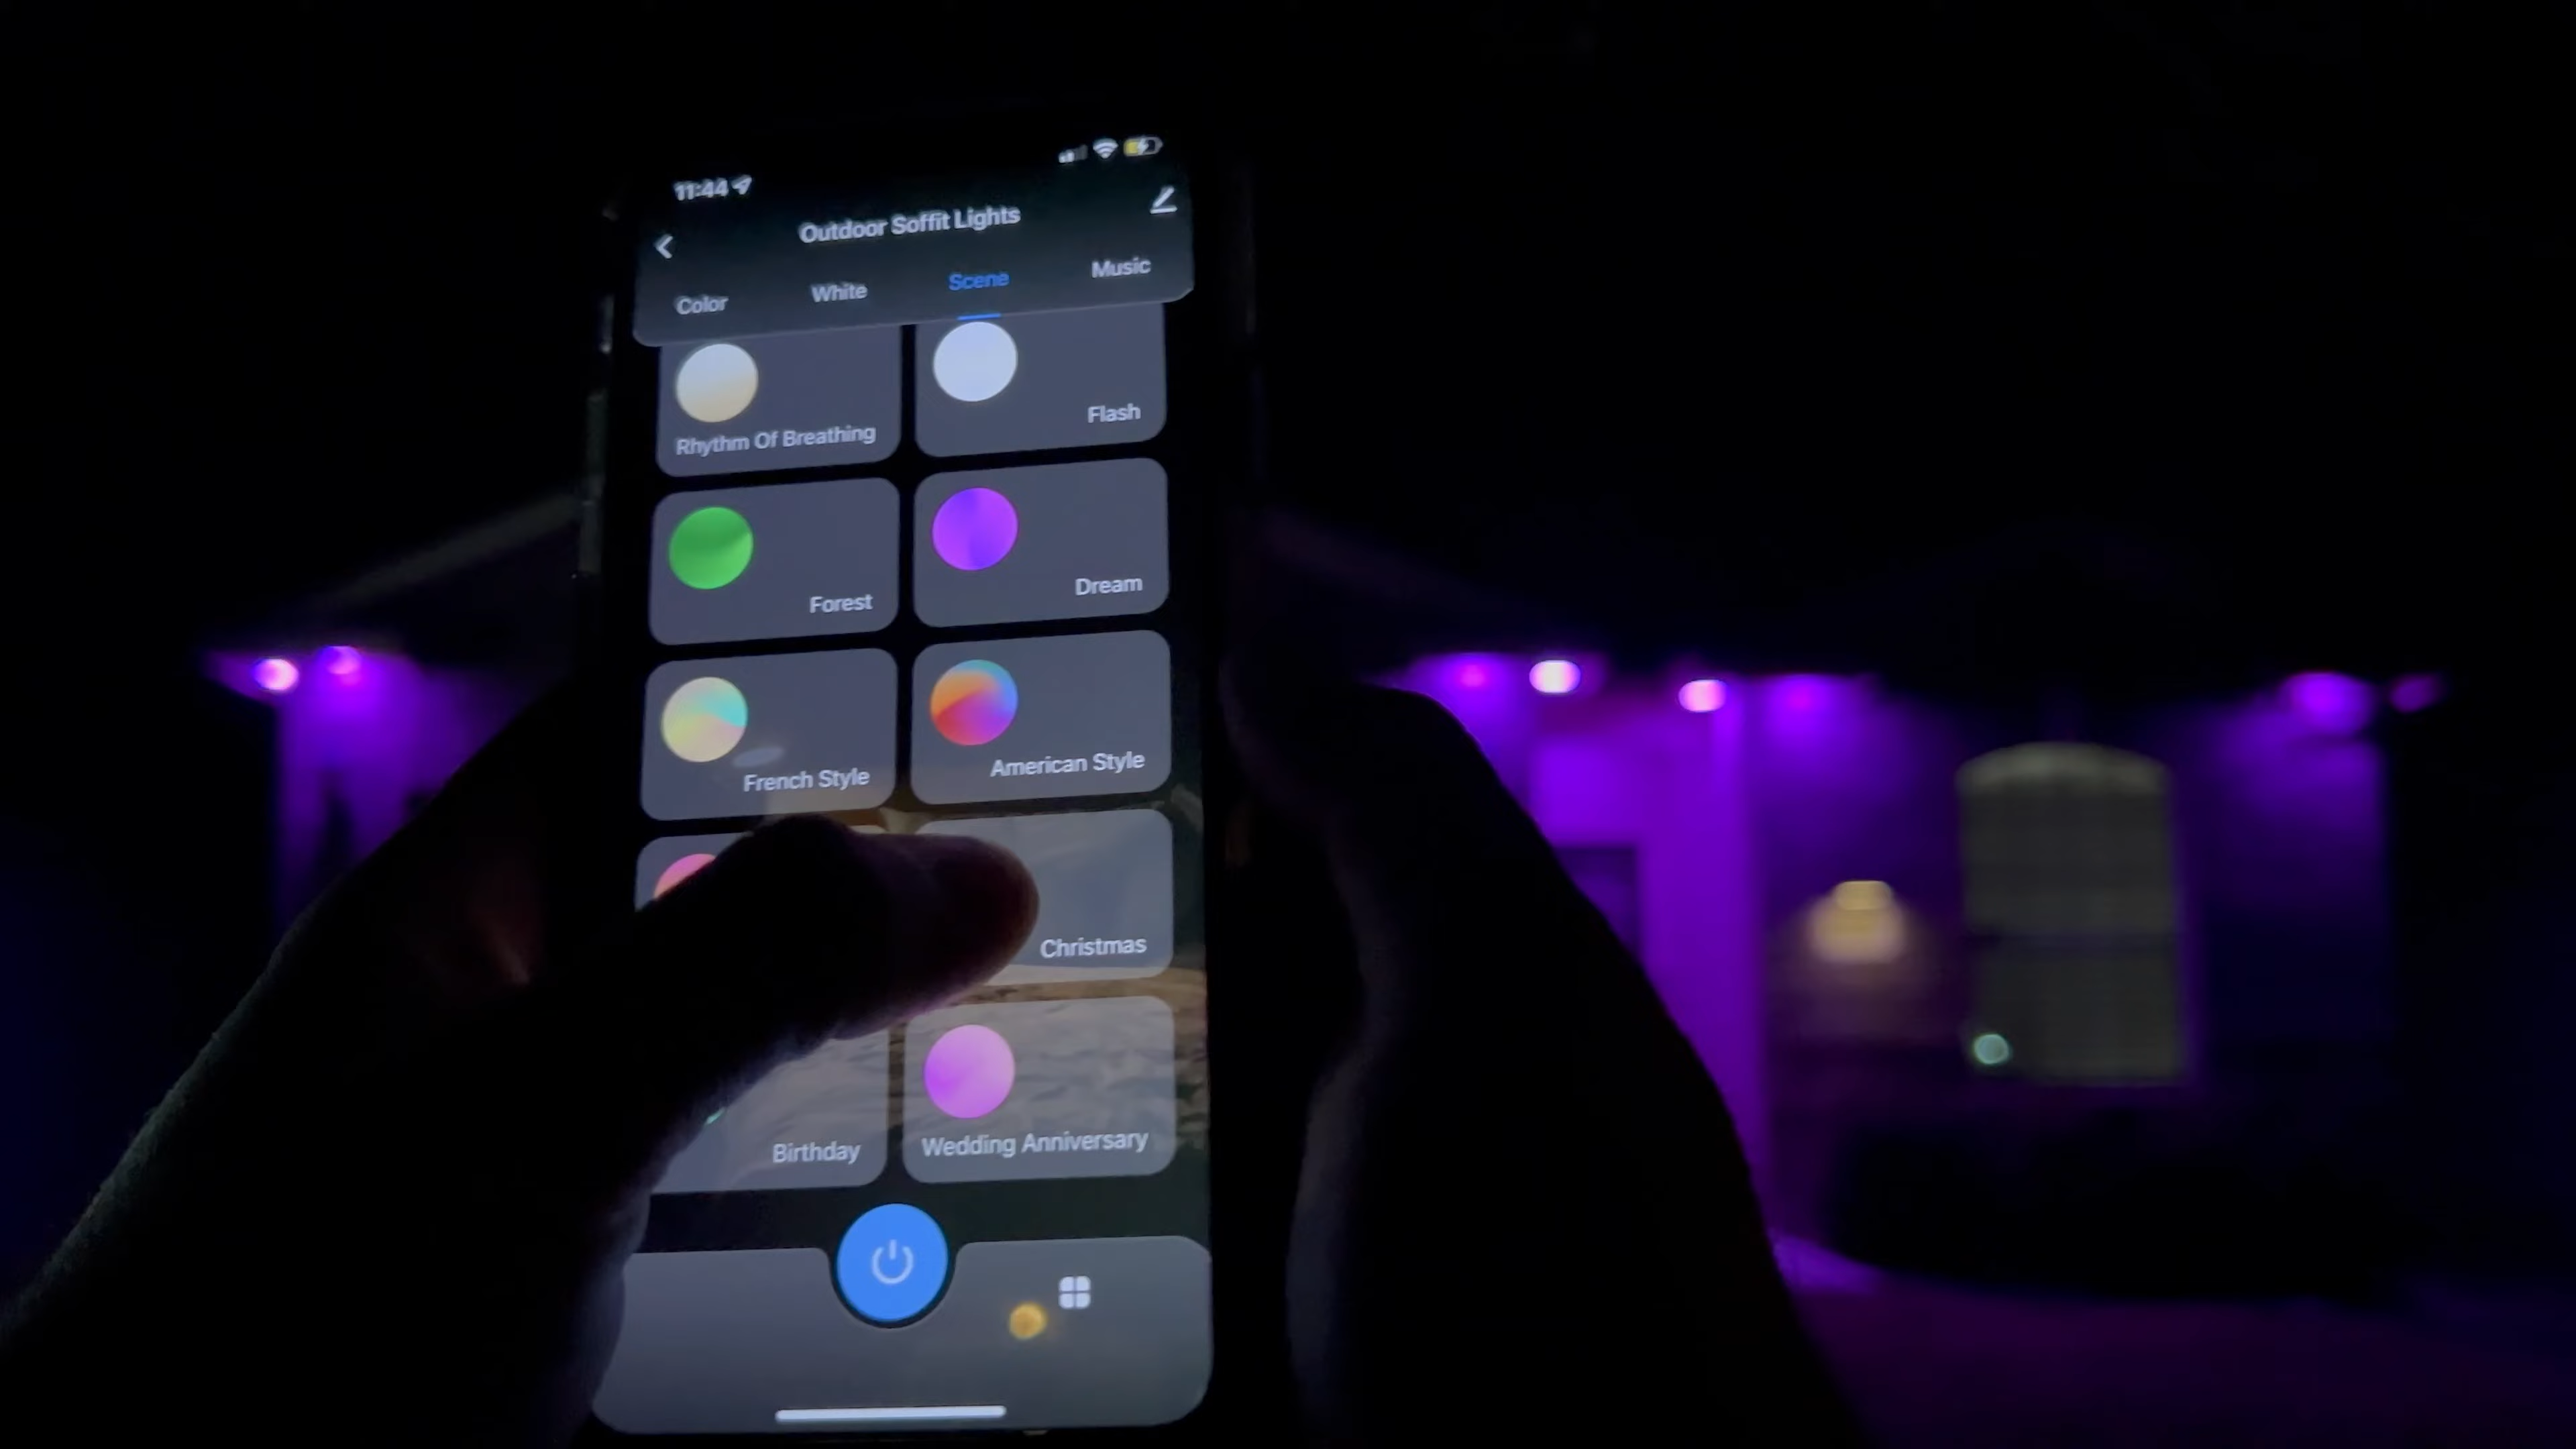 11:44
Outdoor Soffit Lights
Color White Scene Music
Rhythm Of Breathing
Flash
Forest
Dream
French Style
American Style
Christmas
Birthday
Wedding Anniversary